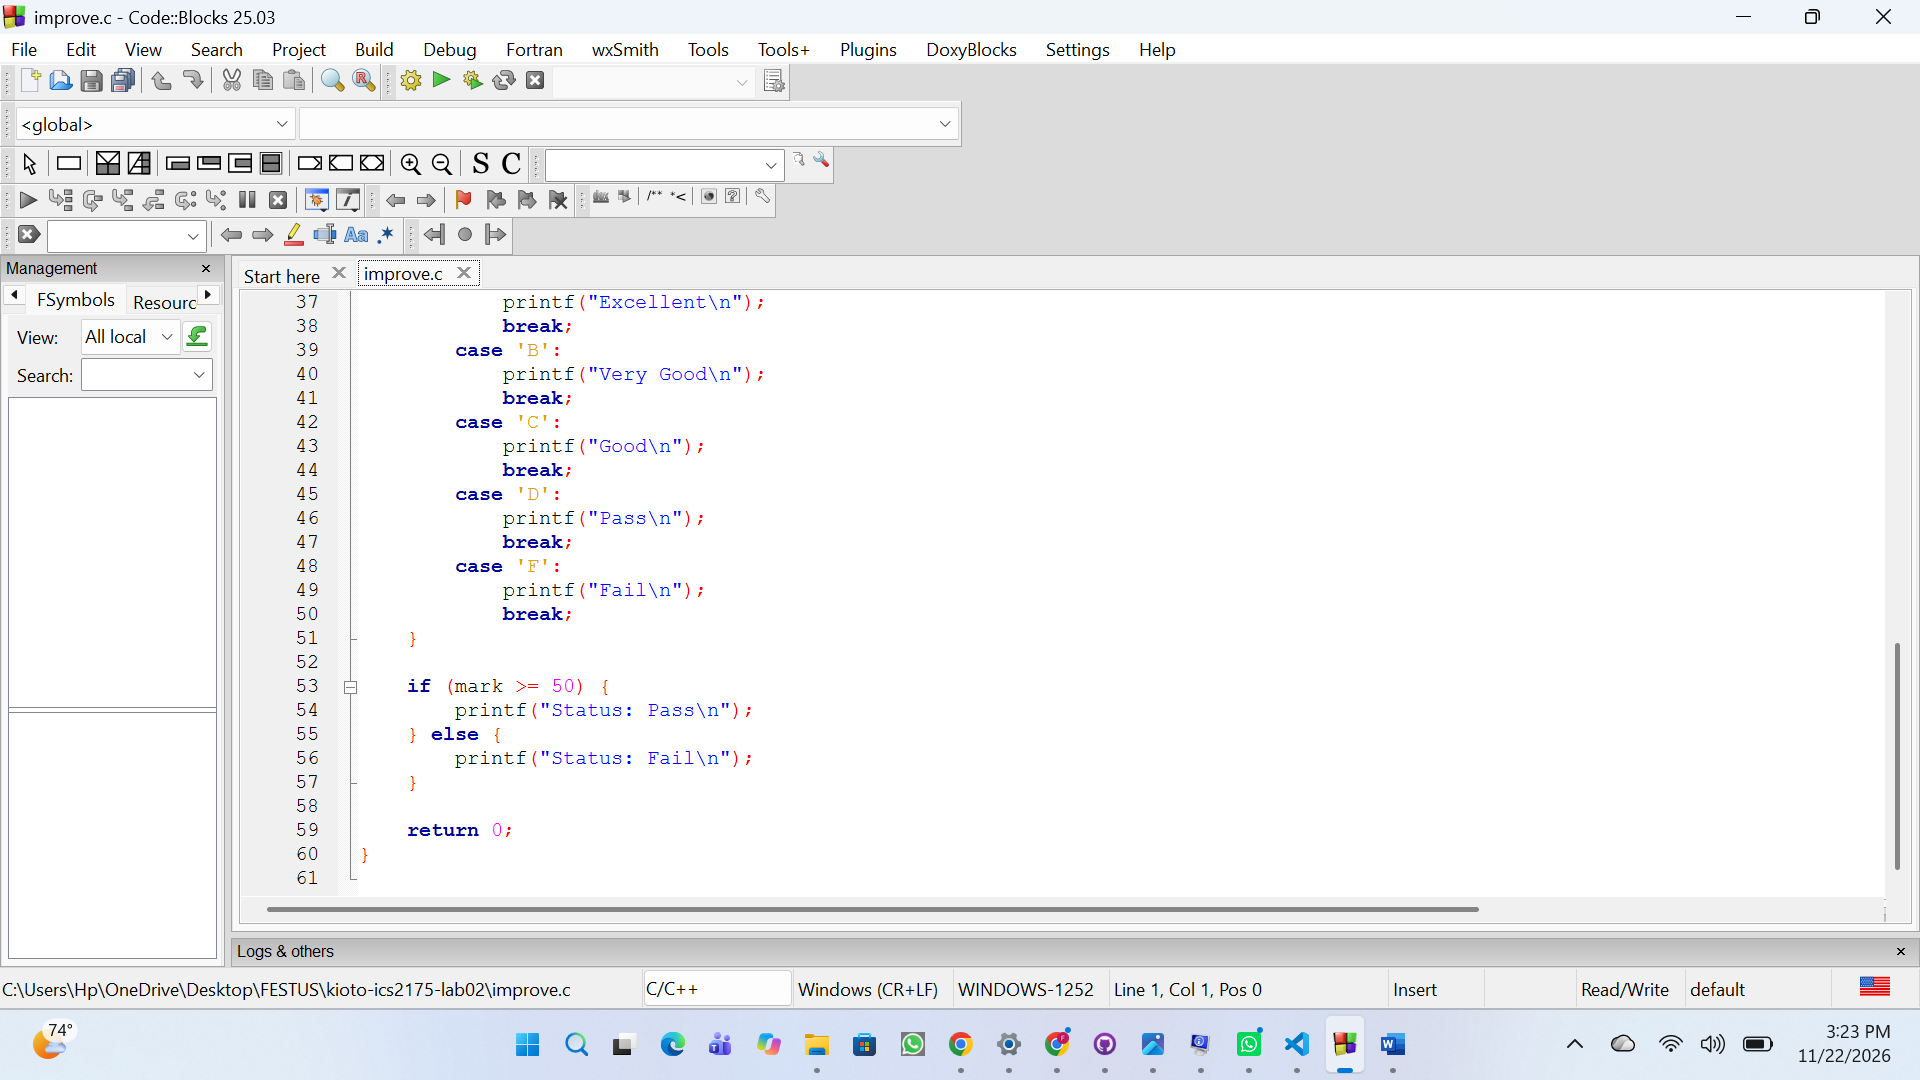 improve.c - Code::Blocks 25.03
File Edit View Search Project Build Debug Fortran wxSmith Tools Tools+ Plugins DoxyBlocks Settings Help
<global>
S C
/** *<
Aa .*
Management
Start here improve.c
FSymbols Resourc
View: All local
Search:
37 printf("Excellent\n");
38 break;
39 case 'B':
40 printf("Very Good\n");
41 break;
42 case 'C':
43 printf("Good\n");
44 break;
45 case 'D':
46 printf("Pass\n");
47 break;
48 case 'F':
49 printf("Fail\n");
50 break;
51 }
52
53 if (mark >= 50) {
54 printf("Status: Pass\n");
55 } else {
56 printf("Status: Fail\n");
57 }
58
59 return 0;
60 }
61
Logs & others
C:\Users\Hp\OneDrive\Desktop\FESTUS\kioto-ics2175-lab02\improve.c C/C++ Windows (CR+LF) WINDOWS-1252 Line 1, Col 1, Pos 0 Insert Read/Write default
74°
3:23 PM
11/22/2026